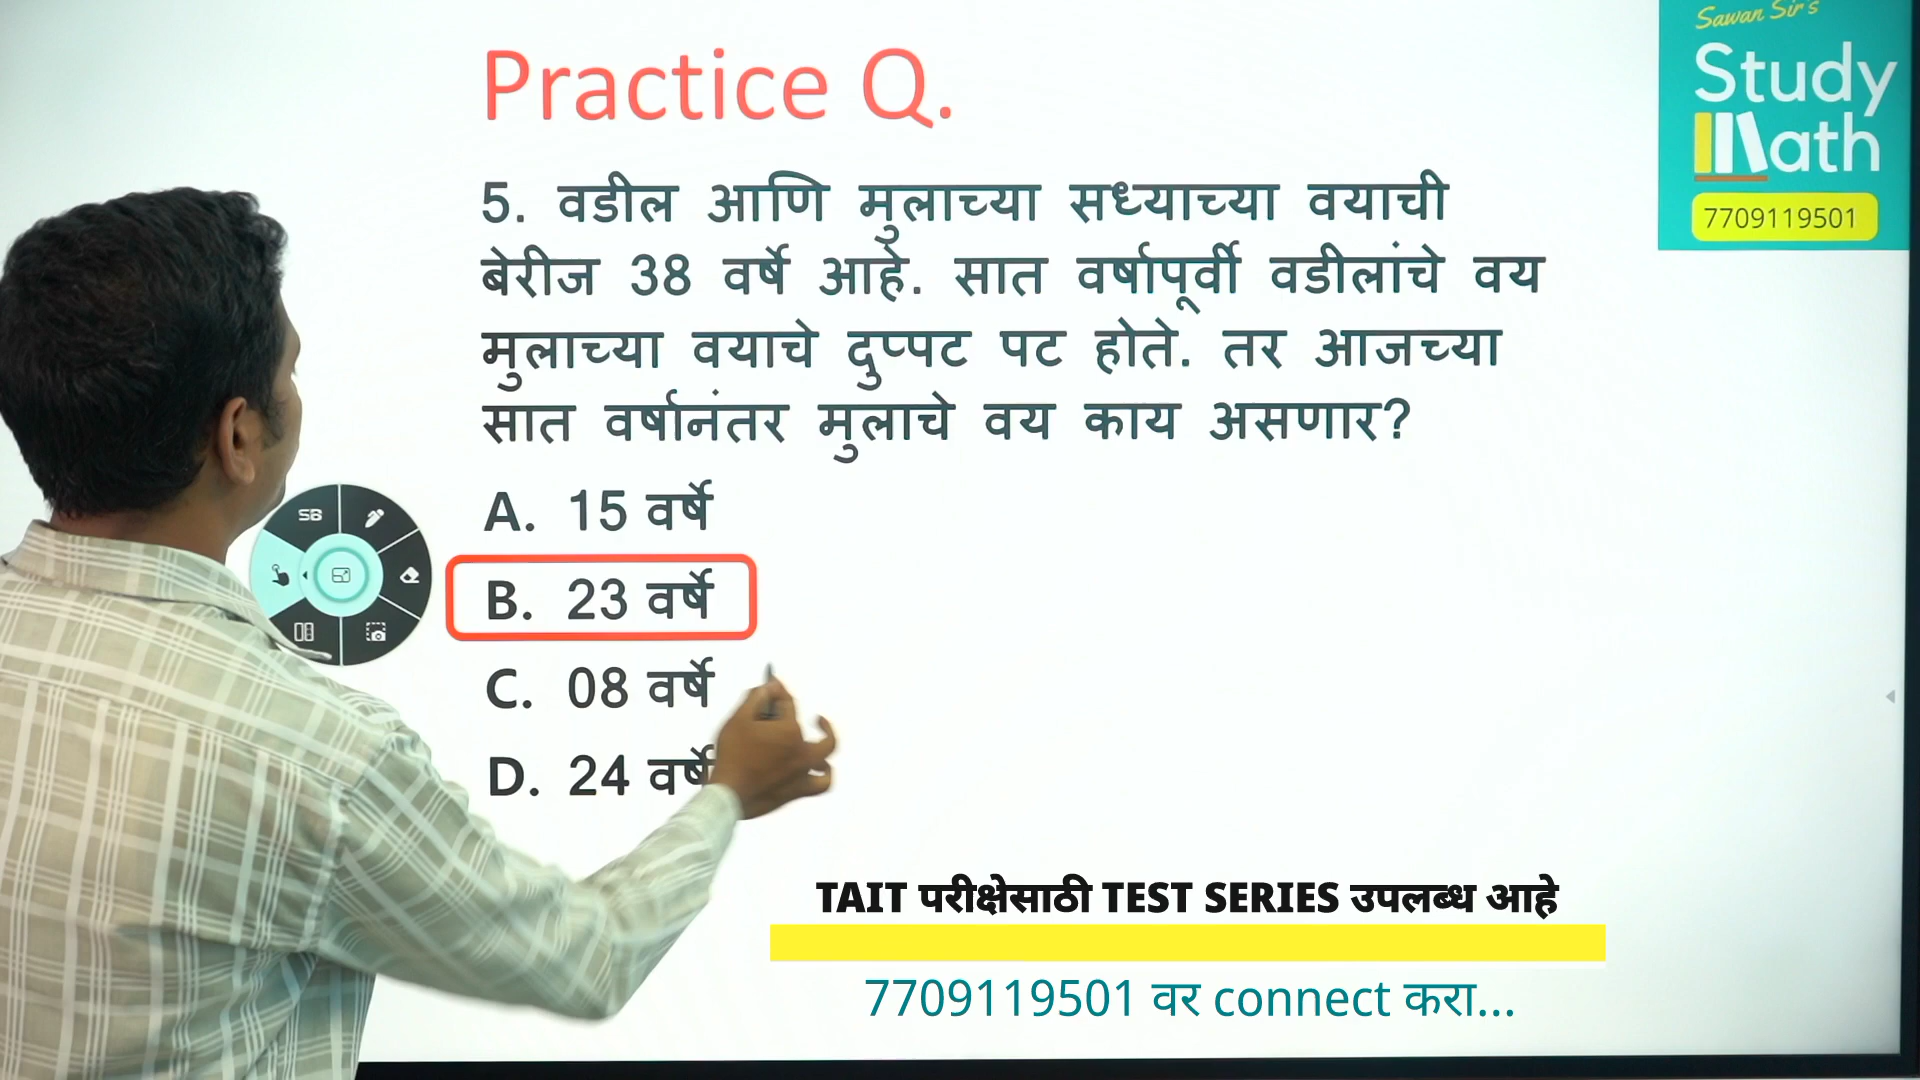 Sawan Sir's
Study
Math
7709119501
Practice Q.
5. वडील आणि मुलाच्या सध्याच्या वयाची
बेरीज 38 वर्षे आहे. सात वर्षापूर्वी वडीलांचे वय
मुलाच्या वयाचे दुप्पट पट होते. तर आजच्या
सात वर्षानंतर मुलाचे वय काय असणार?
A. 15 वर्षे
B. 23 वर्षे
C. 08 वर्षे
D. 24 वर्षे
TAIT परीक्षेसाठी TEST SERIES उपलब्ध आहे
7709119501 वर connect करा...